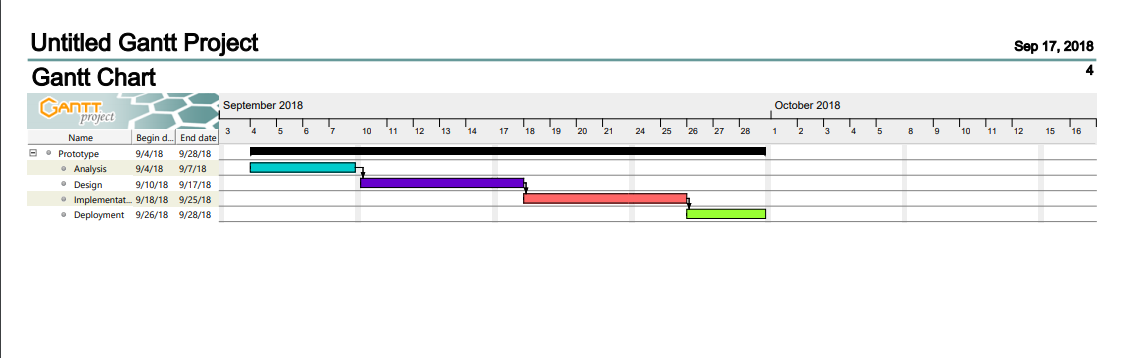 Untitled Gantt Project
Sep 17, 2018
Gantt Chart
4
GANTT
project
September 2018 October 2018
3 4 5 6 7 10 11 12 13 14 17 18 19 20 21 24 25 26 27 28 1 2 3 4 5 8 9 10 11 12 15 16
Name Begin d... End date
Prototype 9/4/18 9/28/18
Analysis 9/4/18 9/7/18
Design 9/10/18 9/17/18
Implementat... 9/18/18 9/25/18
Deployment 9/26/18 9/28/18